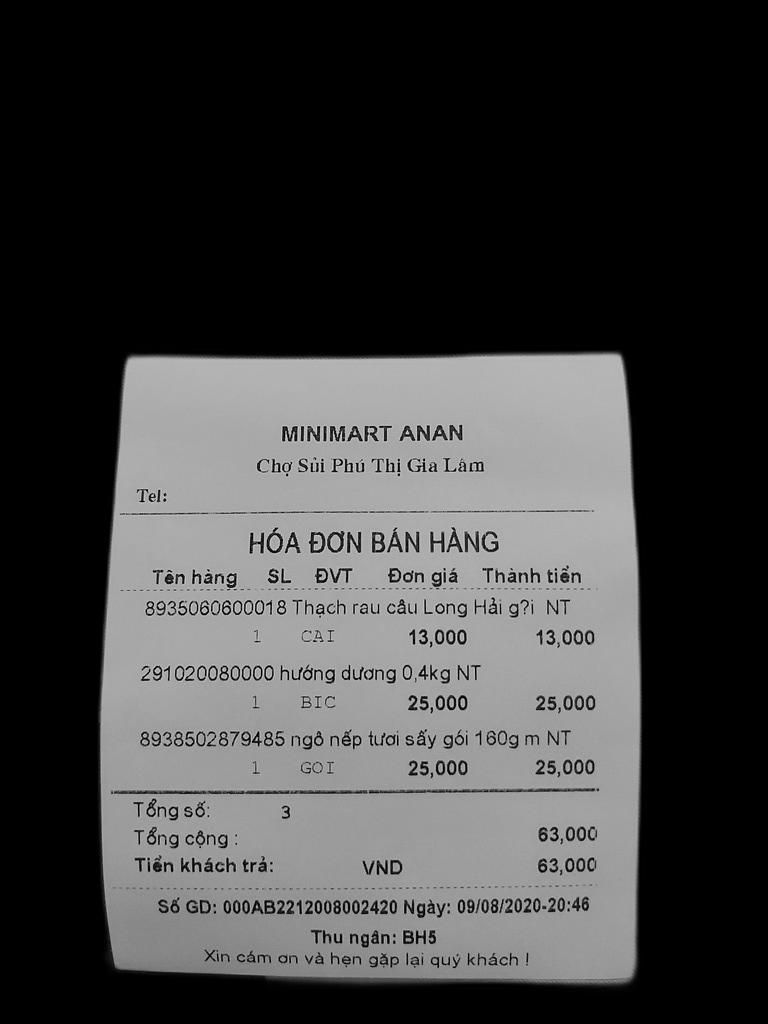 MINIMART ANAN
Chợ Sủi Phú Thị Gia Lâm
Tel:
HÓA ĐƠN BÁN HÀNG
Tên hàng SL ĐVT Đơn giá Thành tiền
8935060600018 Thạch rau câu Long Hải g?i NT
1 CAI 13,000 13,000
291020080000 hướng dương 0,4kg NT
1 BIC 25,000 25,000
8938502879485 ngô nếp tươi sấy gói 160g m NT
1 GOI 25,000 25,000
Tổng số: 3
Tổng cộng : 63,000
Tiền khách trả: VND 63,000
Số GD: 000AB2212008002420 Ngày: 09/08/2020-20:46
Thu ngân: BH5
Xin cám ơn và hẹn gặp lại quý khách !